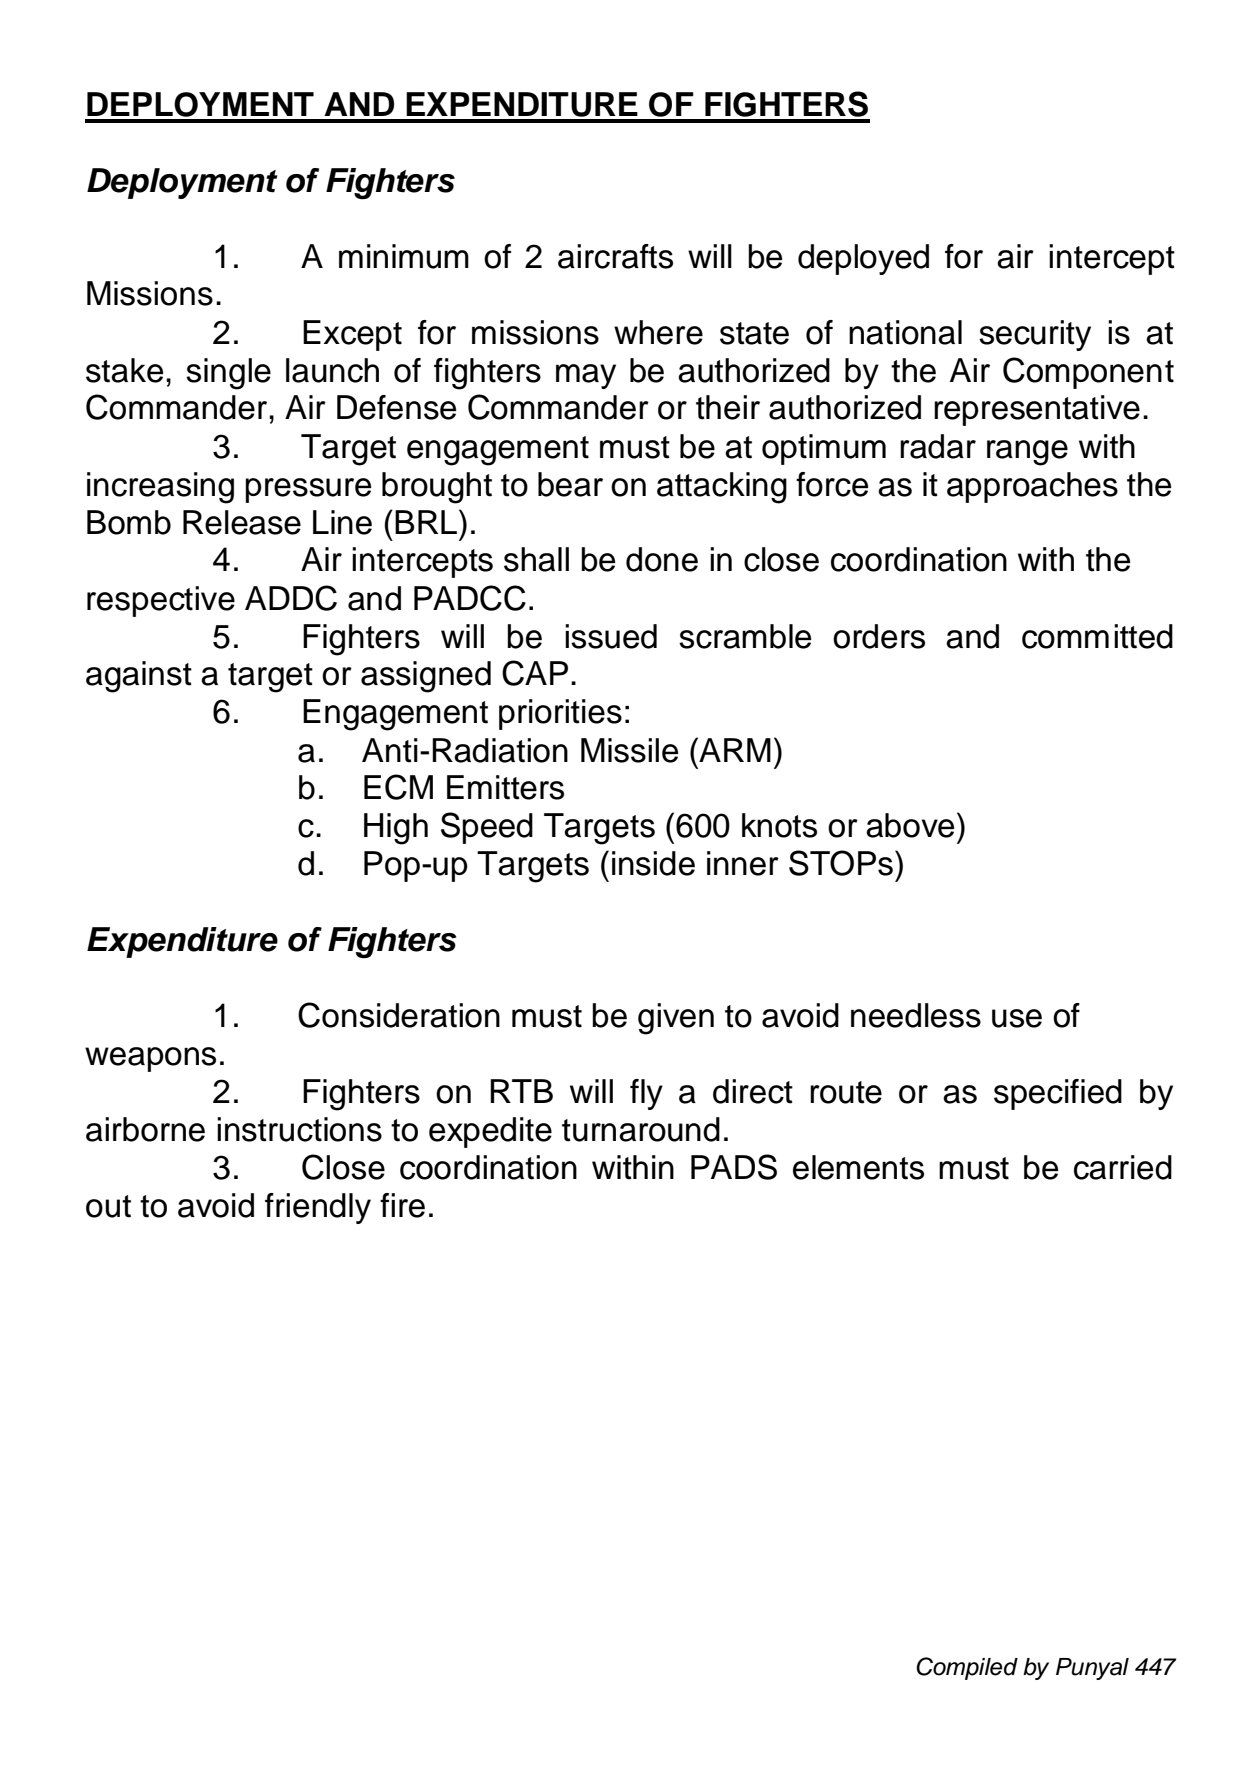 DEPLOYMENT AND EXPENDITURE OF FIGHTERS
Deployment of Fighters
1. A minimum of 2 aircrafts will be deployed for air intercept
Missions.
2. Except for missions where state of national security is at
stake, single launch of fighters may be authorized by the Air Component
Commander, Air Defense Commander or their authorized representative.
3. Target engagement must be at optimum radar range with
increasing pressure brought to bear on attacking force as it approaches the
Bomb Release Line (BRL).
4. Air intercepts shall be done in close coordination with the
respective ADDC and PADCC.
5. Fighters will be issued scramble orders and committed
against a target or assigned CAP.
6. Engagement priorities:
a. Anti-Radiation Missile (ARM)
b. ECM Emitters
c. High Speed Targets (600 knots or above)
d. Pop-up Targets (inside inner STOPs)
Expenditure of Fighters
1. Consideration must be given to avoid needless use of
weapons.
2. Fighters on RTB will fly a direct route or as specified by
airborne instructions to expedite turnaround.
3. Close coordination within PADS elements must be carried
out to avoid friendly fire.
Compiled by Punyal 447